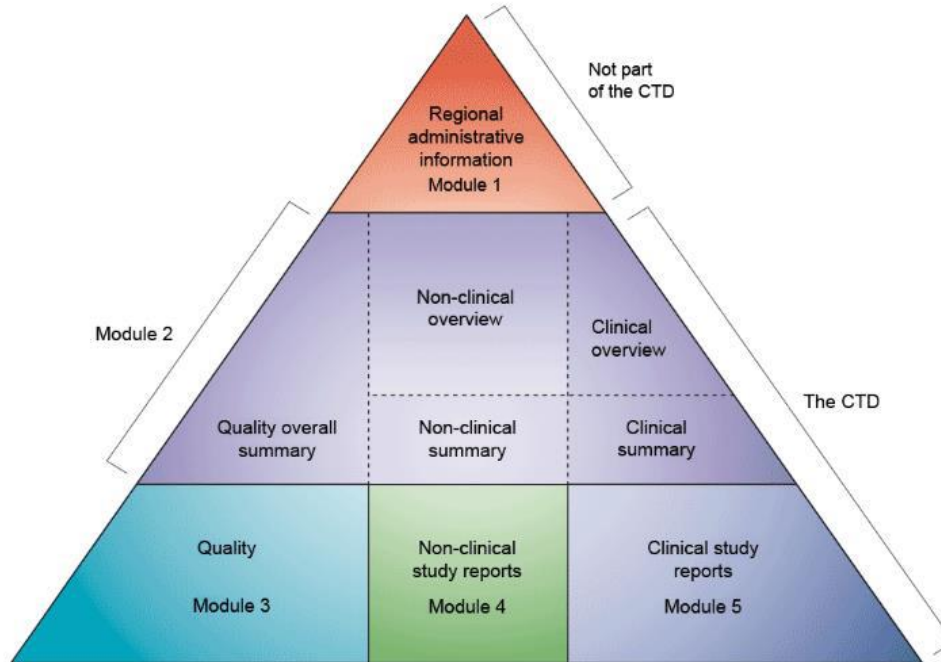 Not part
of the CTD
Regional
administrative
information
Module 1
Module 2
Non-clinical
overview
Clinical
overview
The CTD
Quality overall
summary
Non-clinical
summary
Clinical
summary
Quality
Module 3
Non-clinical
study reports
Module 4
Clinical study
reports
Module 5